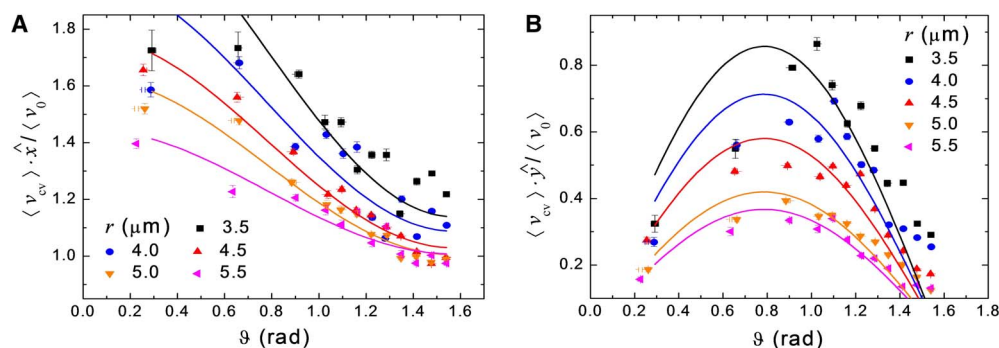 A
⟨v_cv⟩ · x̂ / ⟨v_0⟩
1.8
1.6
1.4
1.2
1.0
r (μm) 3.5
4.0 4.5
5.0 5.5
0.0 0.2 0.4 0.6 0.8 1.0 1.2 1.4 1.6
ϑ (rad)
B
⟨v_cv⟩ · ŷ / ⟨v_0⟩
0.8
0.6
0.4
0.2
r (μm)
3.5
4.0
4.5
5.0
5.5
0.0 0.2 0.4 0.6 0.8 1.0 1.2 1.4 1.6 1.8
ϑ (rad)